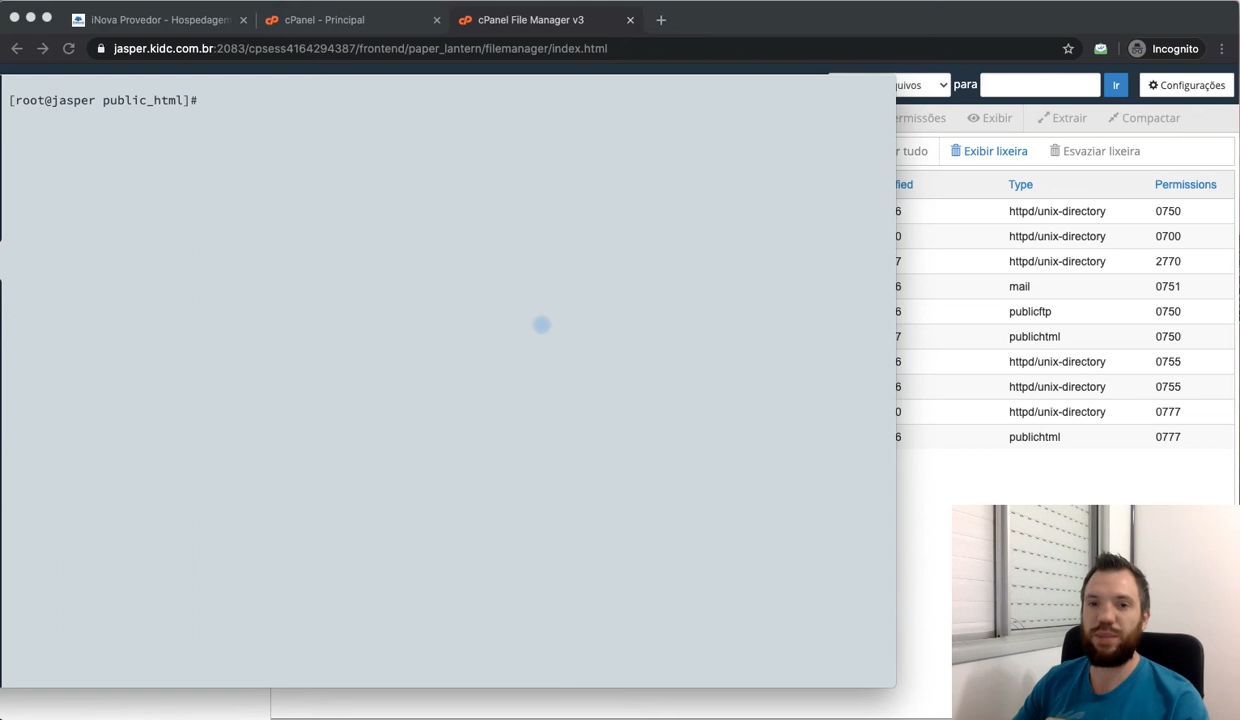 iNova Provedor - Hospedagem
cPanel - Principal
cPanel File Manager v3
jasper.kidc.com.br:2083/cpsess4164294387/frontend/paper_lantern/filemanager/index.html
Incognito
[root@jasper public_html]#
quivos
para
Ir
Configurações
ermissões
Exibir
Extrair
Compactar
r tudo
Exibir lixeira
Esvaziar lixeira
fied
Type
Permissions
6 httpd/unix-directory 0750
0 httpd/unix-directory 0700
7 httpd/unix-directory 2770
6 mail 0751
6 publicftp 0750
7 publichtml 0750
6 httpd/unix-directory 0755
6 httpd/unix-directory 0755
0 httpd/unix-directory 0777
6 publichtml 0777